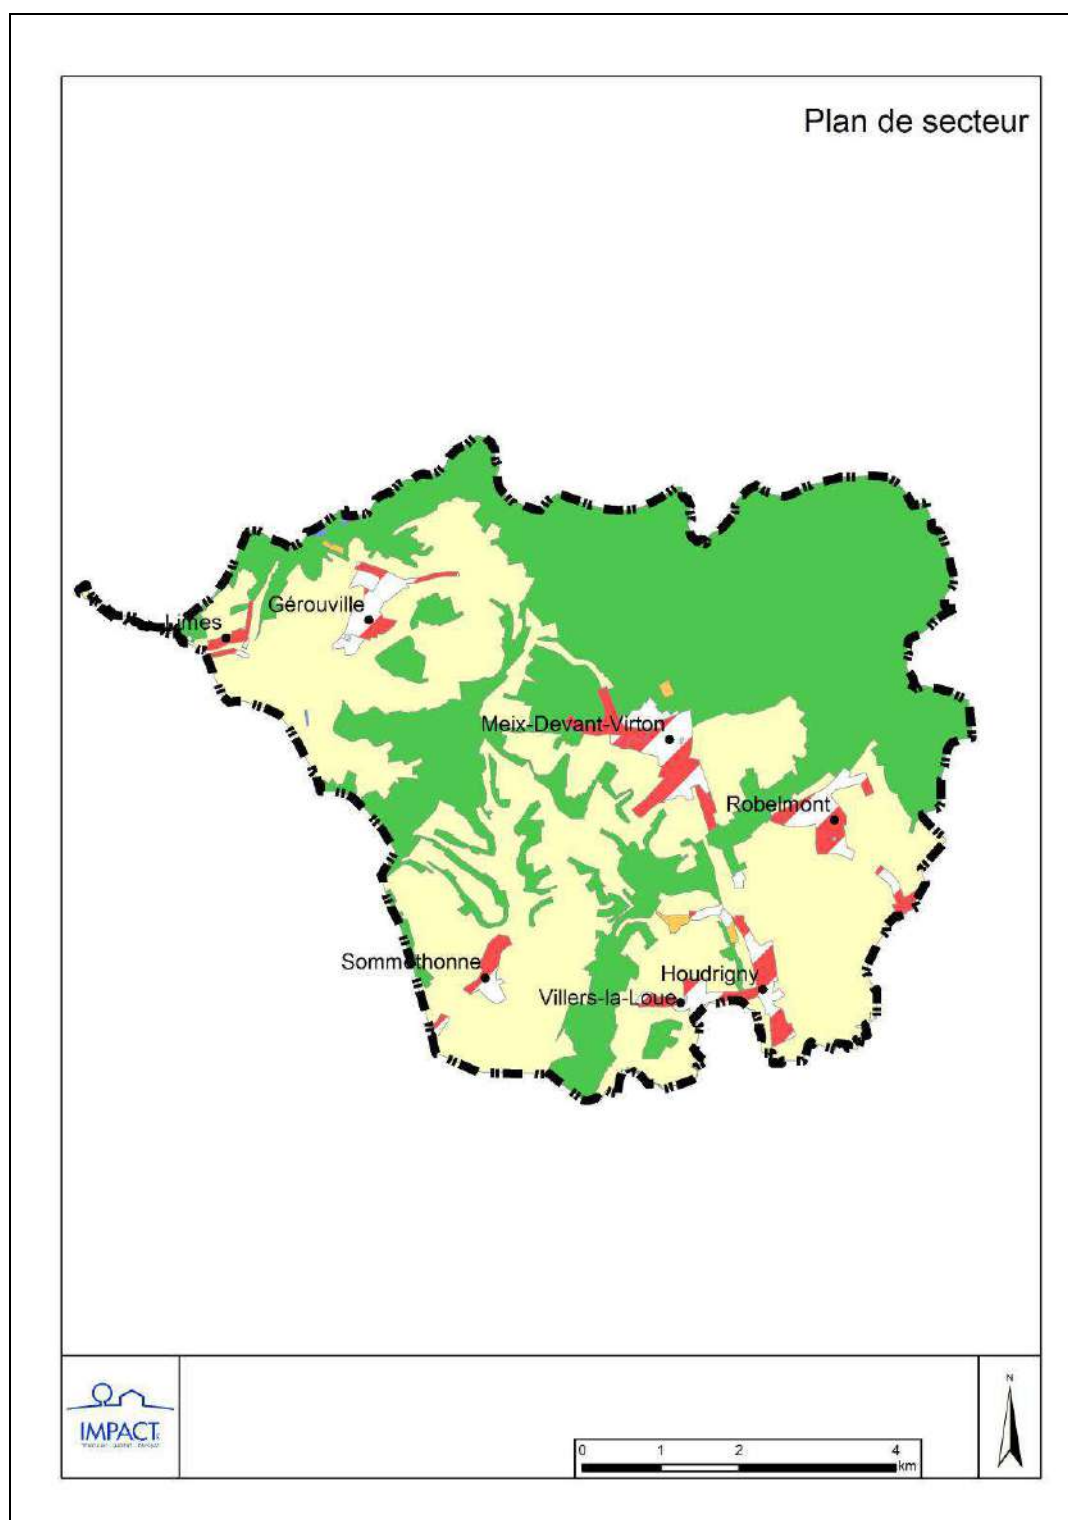 Plan de secteur
Limes
Gérouville
Meix-Devant-Virton
Robelmont
Sommethonne
Houdrigny
Villers-la-Loue
N
IMPACT
0 1 2 4
km